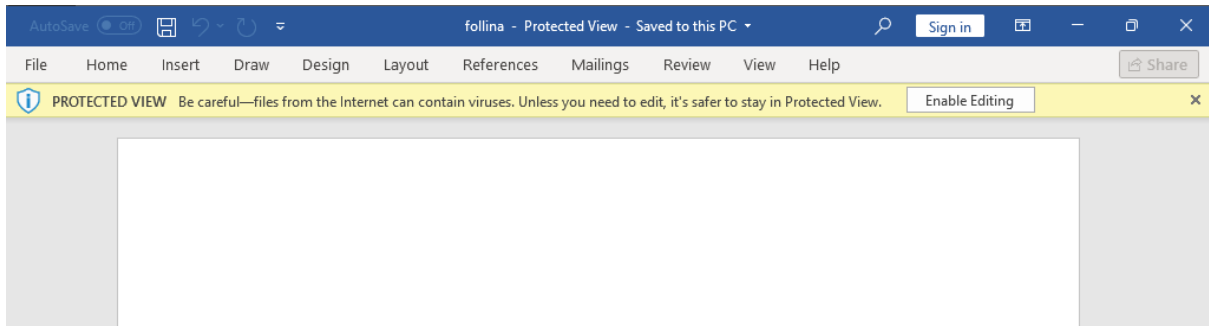 AutoSave Off follina - Protected View - Saved to this PC Sign in
File Home Insert Draw Design Layout References Mailings Review View Help Share
PROTECTED VIEW Be careful—files from the Internet can contain viruses. Unless you need to edit, it's safer to stay in Protected View. Enable Editing